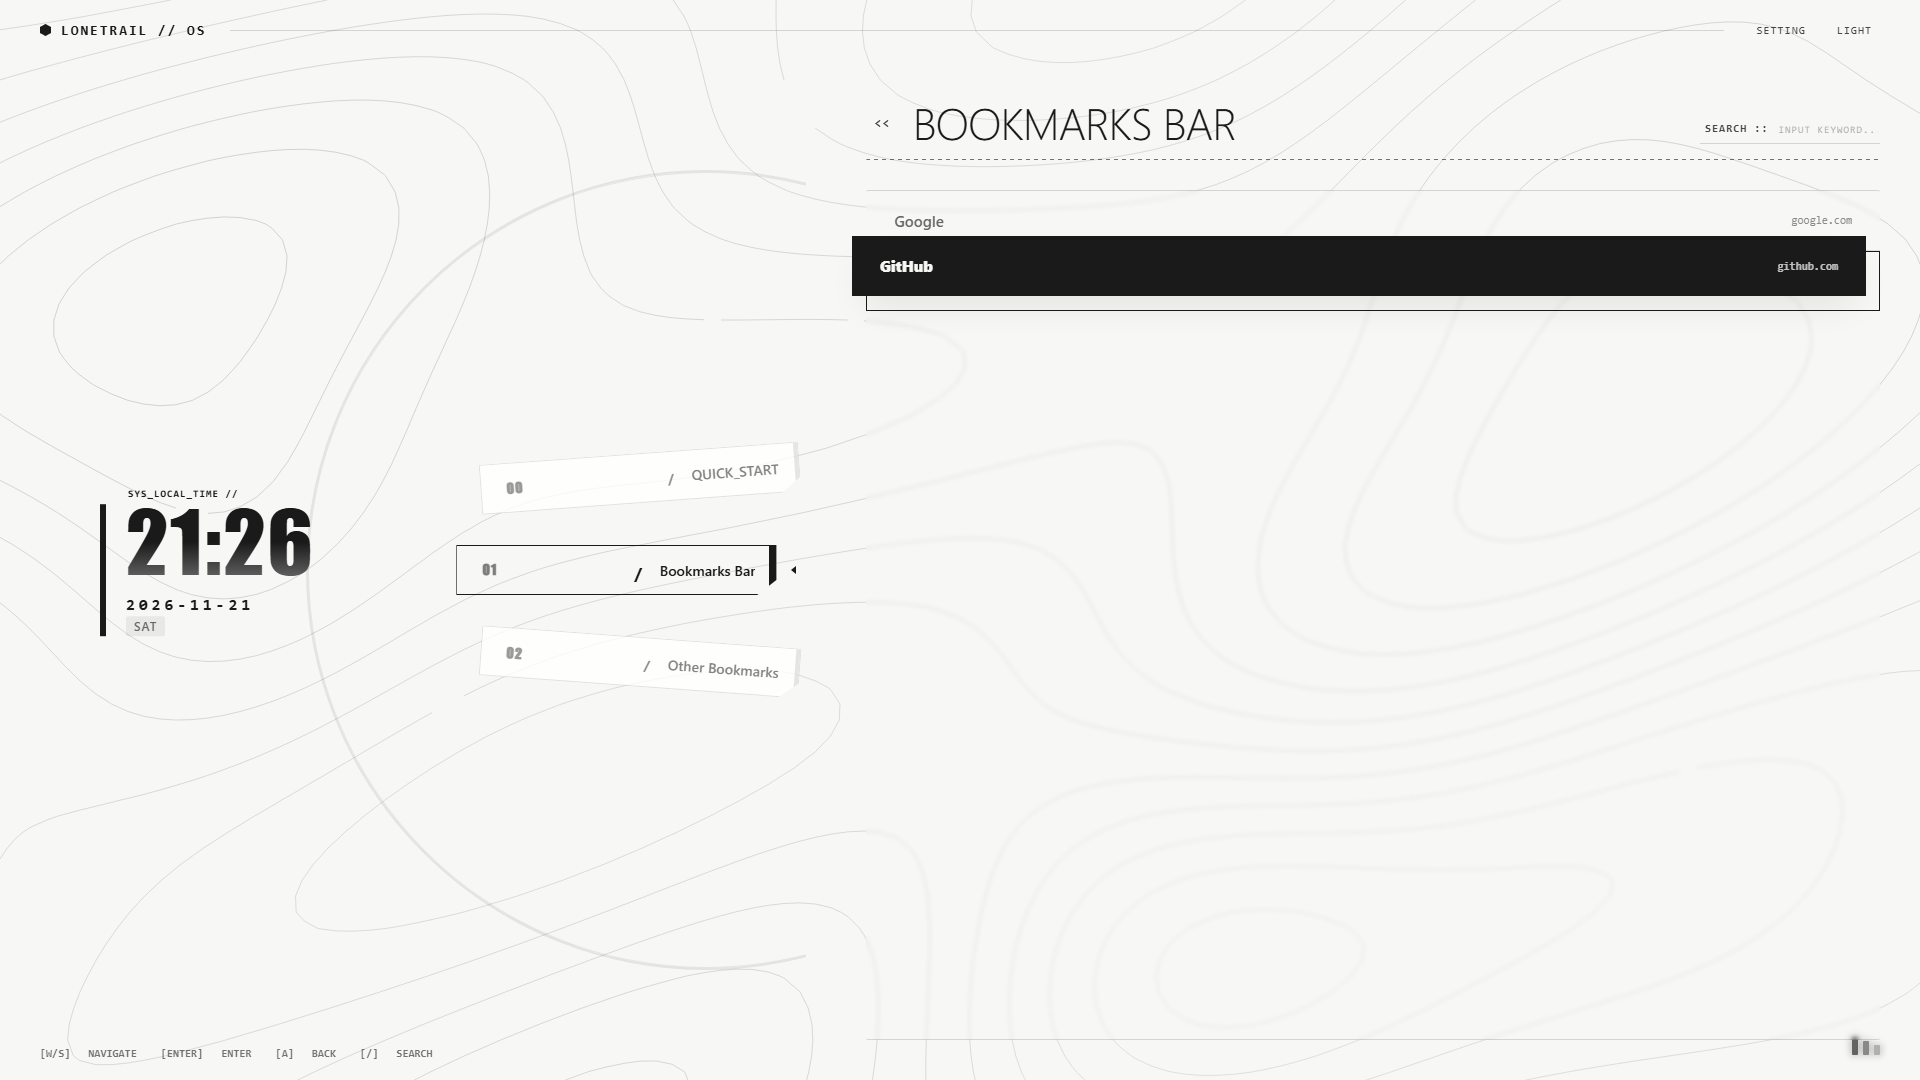 LONETRAIL // OS
SETTING LIGHT
<< BOOKMARKS BAR
SEARCH :: INPUT KEYWORD..
Google google.com
GitHub github.com
00 / QUICK_START
SYS_LOCAL_TIME //
21:26
2026-11-21
SAT
01 / Bookmarks Bar
02 / Other Bookmarks
[W/S] NAVIGATE [ENTER] ENTER [A] BACK [/] SEARCH